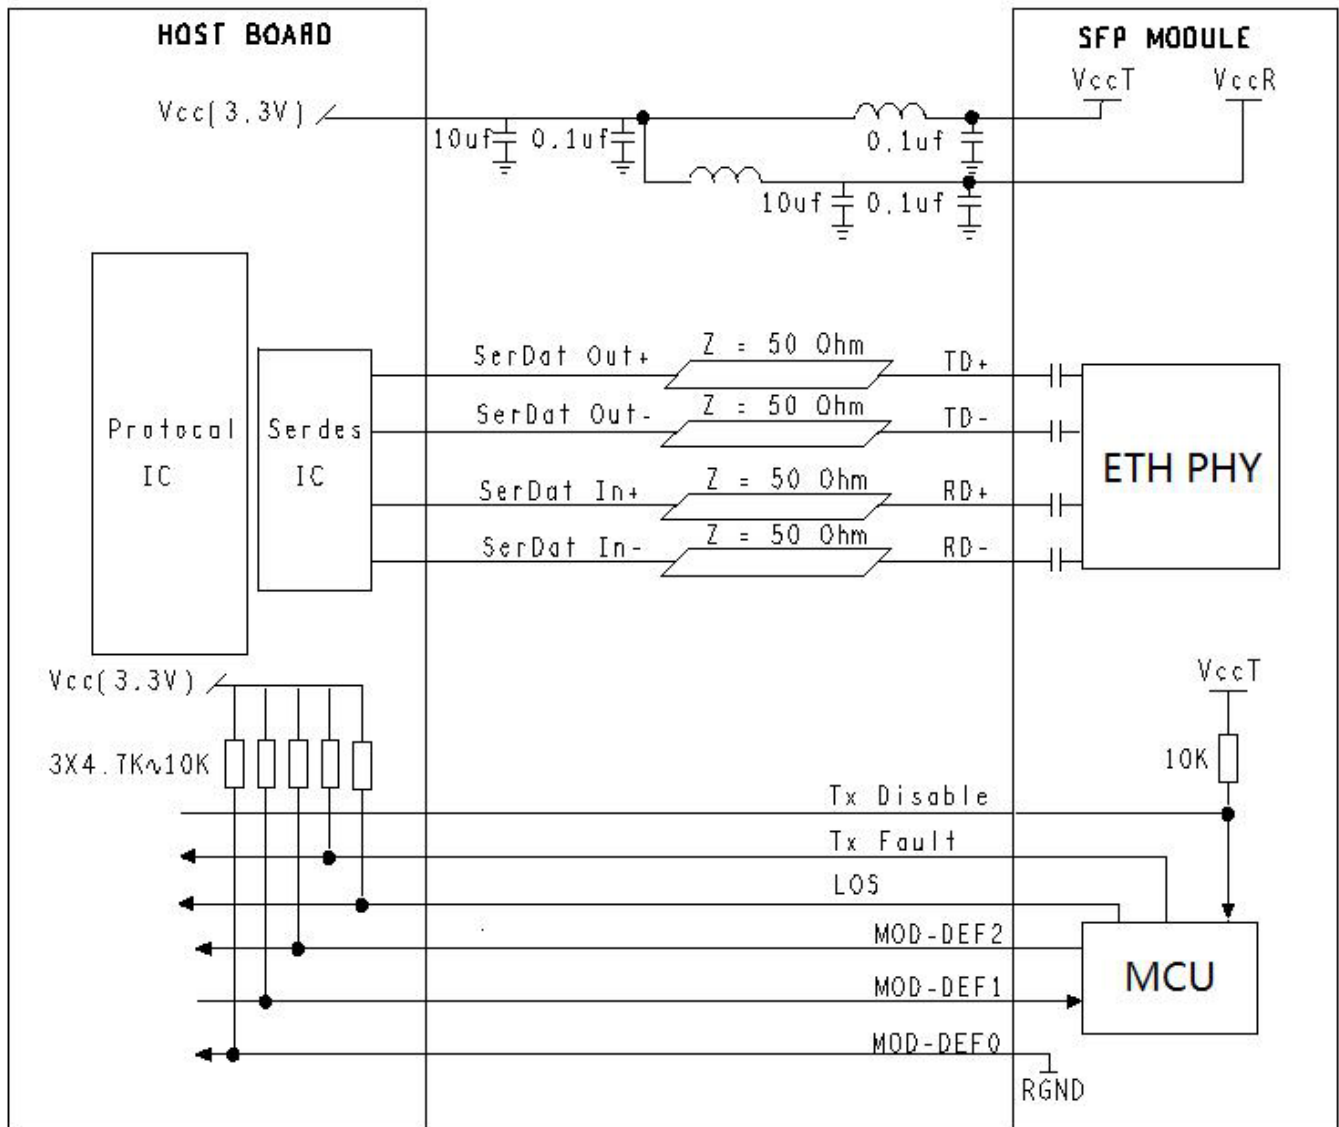 HOST BOARD
SFP MODULE
VccT
VccR
Vcc(3.3V)
10uf
0.1uf
0.1uf
10uf
0.1uf
Z = 50 Ohm
SerDat Out+
TD+
Z = 50 Ohm
SerDat Out-
TD-
Protocal
IC
Serdes
IC
ETH PHY
Z = 50 Ohm
SerDat In+
RD+
Z = 50 Ohm
SerDat In-
RD-
Vcc(3.3V)
VccT
3X4.7K~10K
10K
Tx Disable
Tx Fault
LOS
MOD-DEF2
MCU
MOD-DEF1
MOD-DEF0
RGND